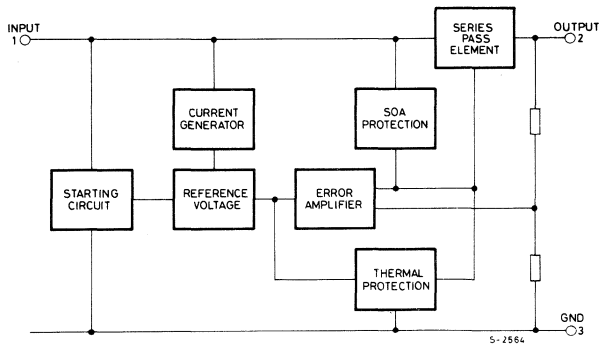 INPUT
1
SERIES
PASS
ELEMENT
OUTPUT
2
CURRENT
GENERATOR
SOA
PROTECTION
STARTING
CIRCUIT
REFERENCE
VOLTAGE
ERROR
AMPLIFIER
THERMAL
PROTECTION
GND
3
S-2564